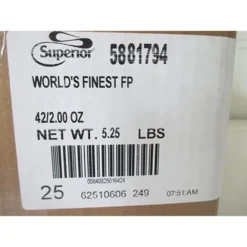 Superior 5881794
WORLD'S FINEST FP
42/2.00 OZ
NET WT. 5.25 LBS
25 62510606 249 07:51:AM